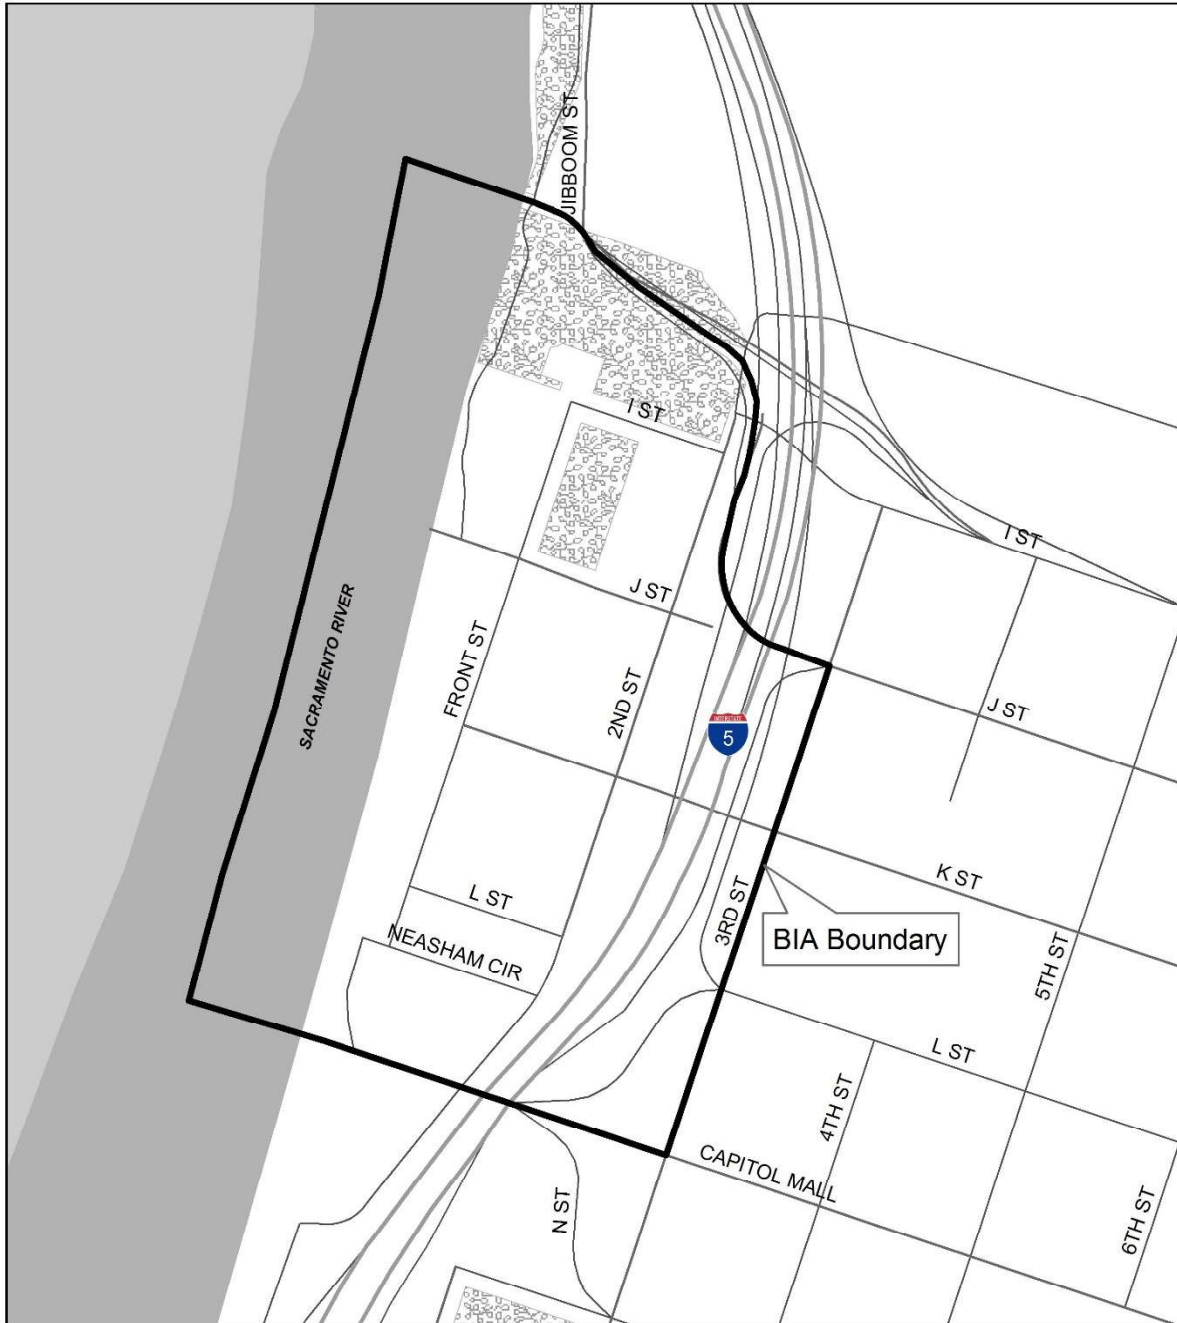 JIBBOOM ST
I ST
I ST
J ST
SACRAMENTO RIVER
FRONT ST
2ND ST
J ST
INTERSTATE
5
K ST
L ST
3RD ST
BIA Boundary
NEASHAM CIR
5TH ST
L ST
4TH ST
CAPITOL MALL
N ST
6TH ST